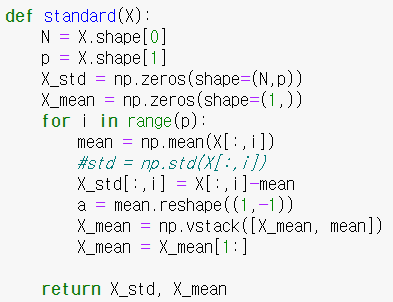 def standard(X):
    N = X.shape[0]
    p = X.shape[1]
    X_std = np.zeros(shape=(N,p))
    X_mean = np.zeros(shape=(1,))
    for i in range(p):
        mean = np.mean(X[:,i])
        #std = np.std(X[:,i])
        X_std[:,i] = X[:,i]-mean
        a = mean.reshape((1,-1))
        X_mean = np.vstack([X_mean, mean])
        X_mean = X_mean[1:]
    return X_std, X_mean